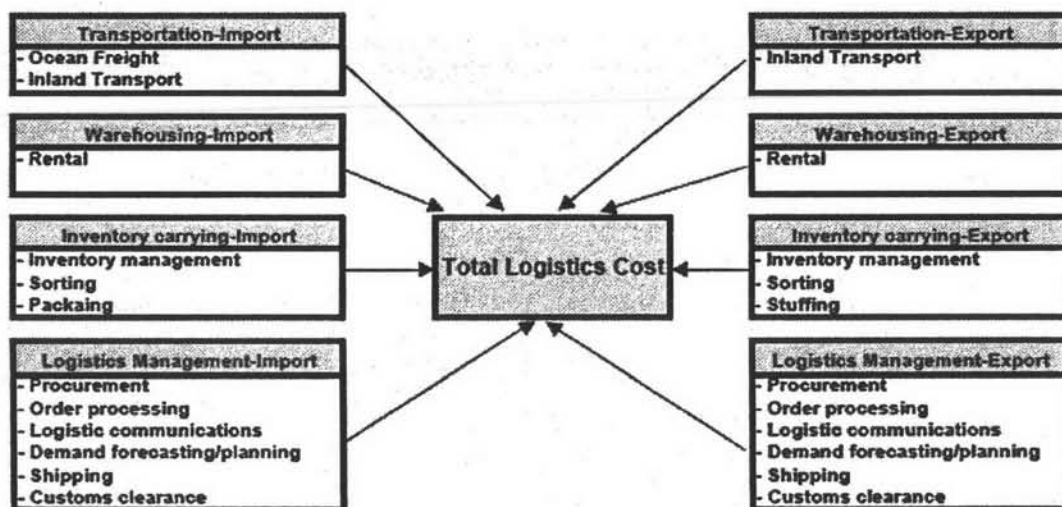 Transportation-Import
- Ocean Freight
- Inland Transport
Warehousing-Import
- Rental
Inventory carrying-Import
- Inventory management
- Sorting
- Packaing
Logistics Management-Import
- Procurement
- Order processing
- Logistic communications
- Demand forecasting/planning
- Shipping
- Customs clearance
Total Logistics Cost
Transportation-Export
- Inland Transport
Warehousing-Export
- Rental
Inventory carrying-Export
- Inventory management
- Sorting
- Stuffing
Logistics Management-Export
- Procurement
- Order processing
- Logistic communications
- Demand forecasting/planning
- Shipping
- Customs clearance